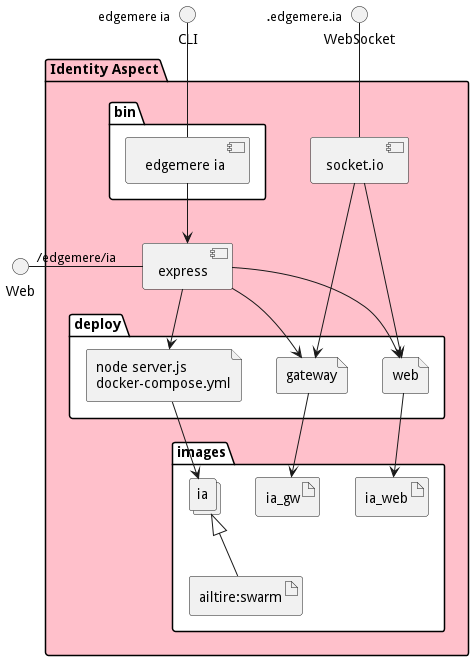 edgemere ia
.edgemere.ia
CLI
WebSocket
Identity Aspect
bin
edgemere ia
socket.io
/edgemere/ia
express
Web
deploy
node server.js
docker-compose.yml
gateway
web
images
ia
ia_gw
ia_web
ailtire:swarm